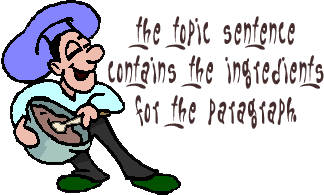 the topic sentence
contains the ingredients
for the paragraph